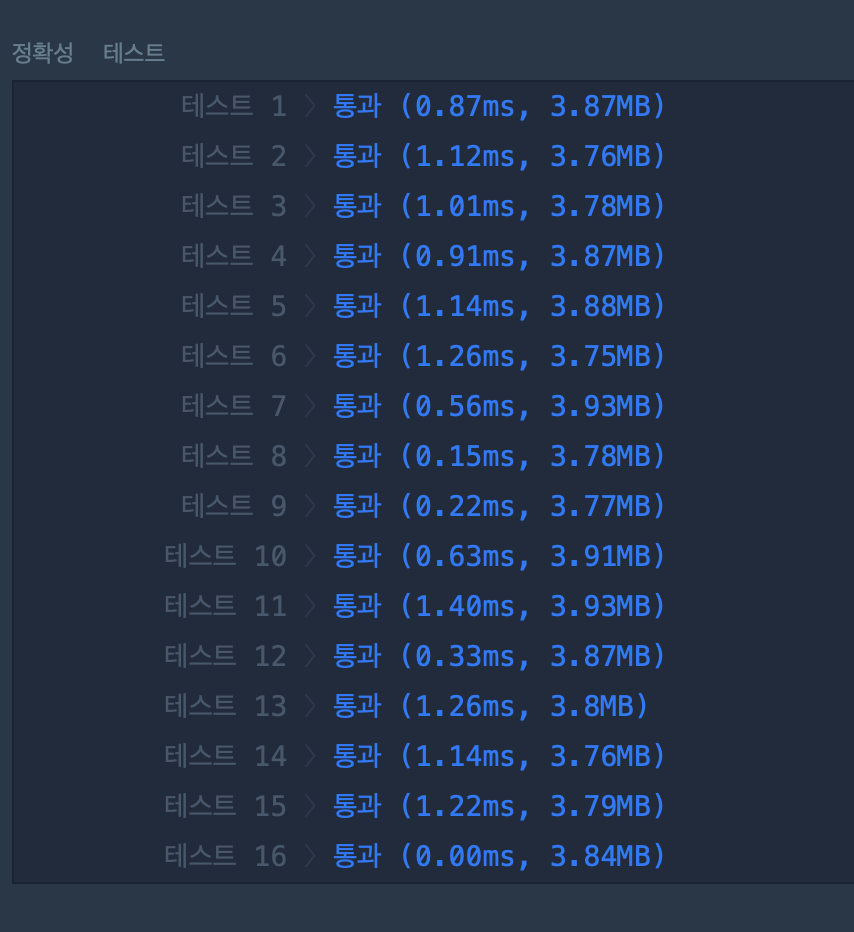 정확성  테스트
테스트 1 〉 통과 (0.87ms, 3.87MB)
테스트 2 〉 통과 (1.12ms, 3.76MB)
테스트 3 〉 통과 (1.01ms, 3.78MB)
테스트 4 〉 통과 (0.91ms, 3.87MB)
테스트 5 〉 통과 (1.14ms, 3.88MB)
테스트 6 〉 통과 (1.26ms, 3.75MB)
테스트 7 〉 통과 (0.56ms, 3.93MB)
테스트 8 〉 통과 (0.15ms, 3.78MB)
테스트 9 〉 통과 (0.22ms, 3.77MB)
테스트 10 〉 통과 (0.63ms, 3.91MB)
테스트 11 〉 통과 (1.40ms, 3.93MB)
테스트 12 〉 통과 (0.33ms, 3.87MB)
테스트 13 〉 통과 (1.26ms, 3.8MB)
테스트 14 〉 통과 (1.14ms, 3.76MB)
테스트 15 〉 통과 (1.22ms, 3.79MB)
테스트 16 〉 통과 (0.00ms, 3.84MB)